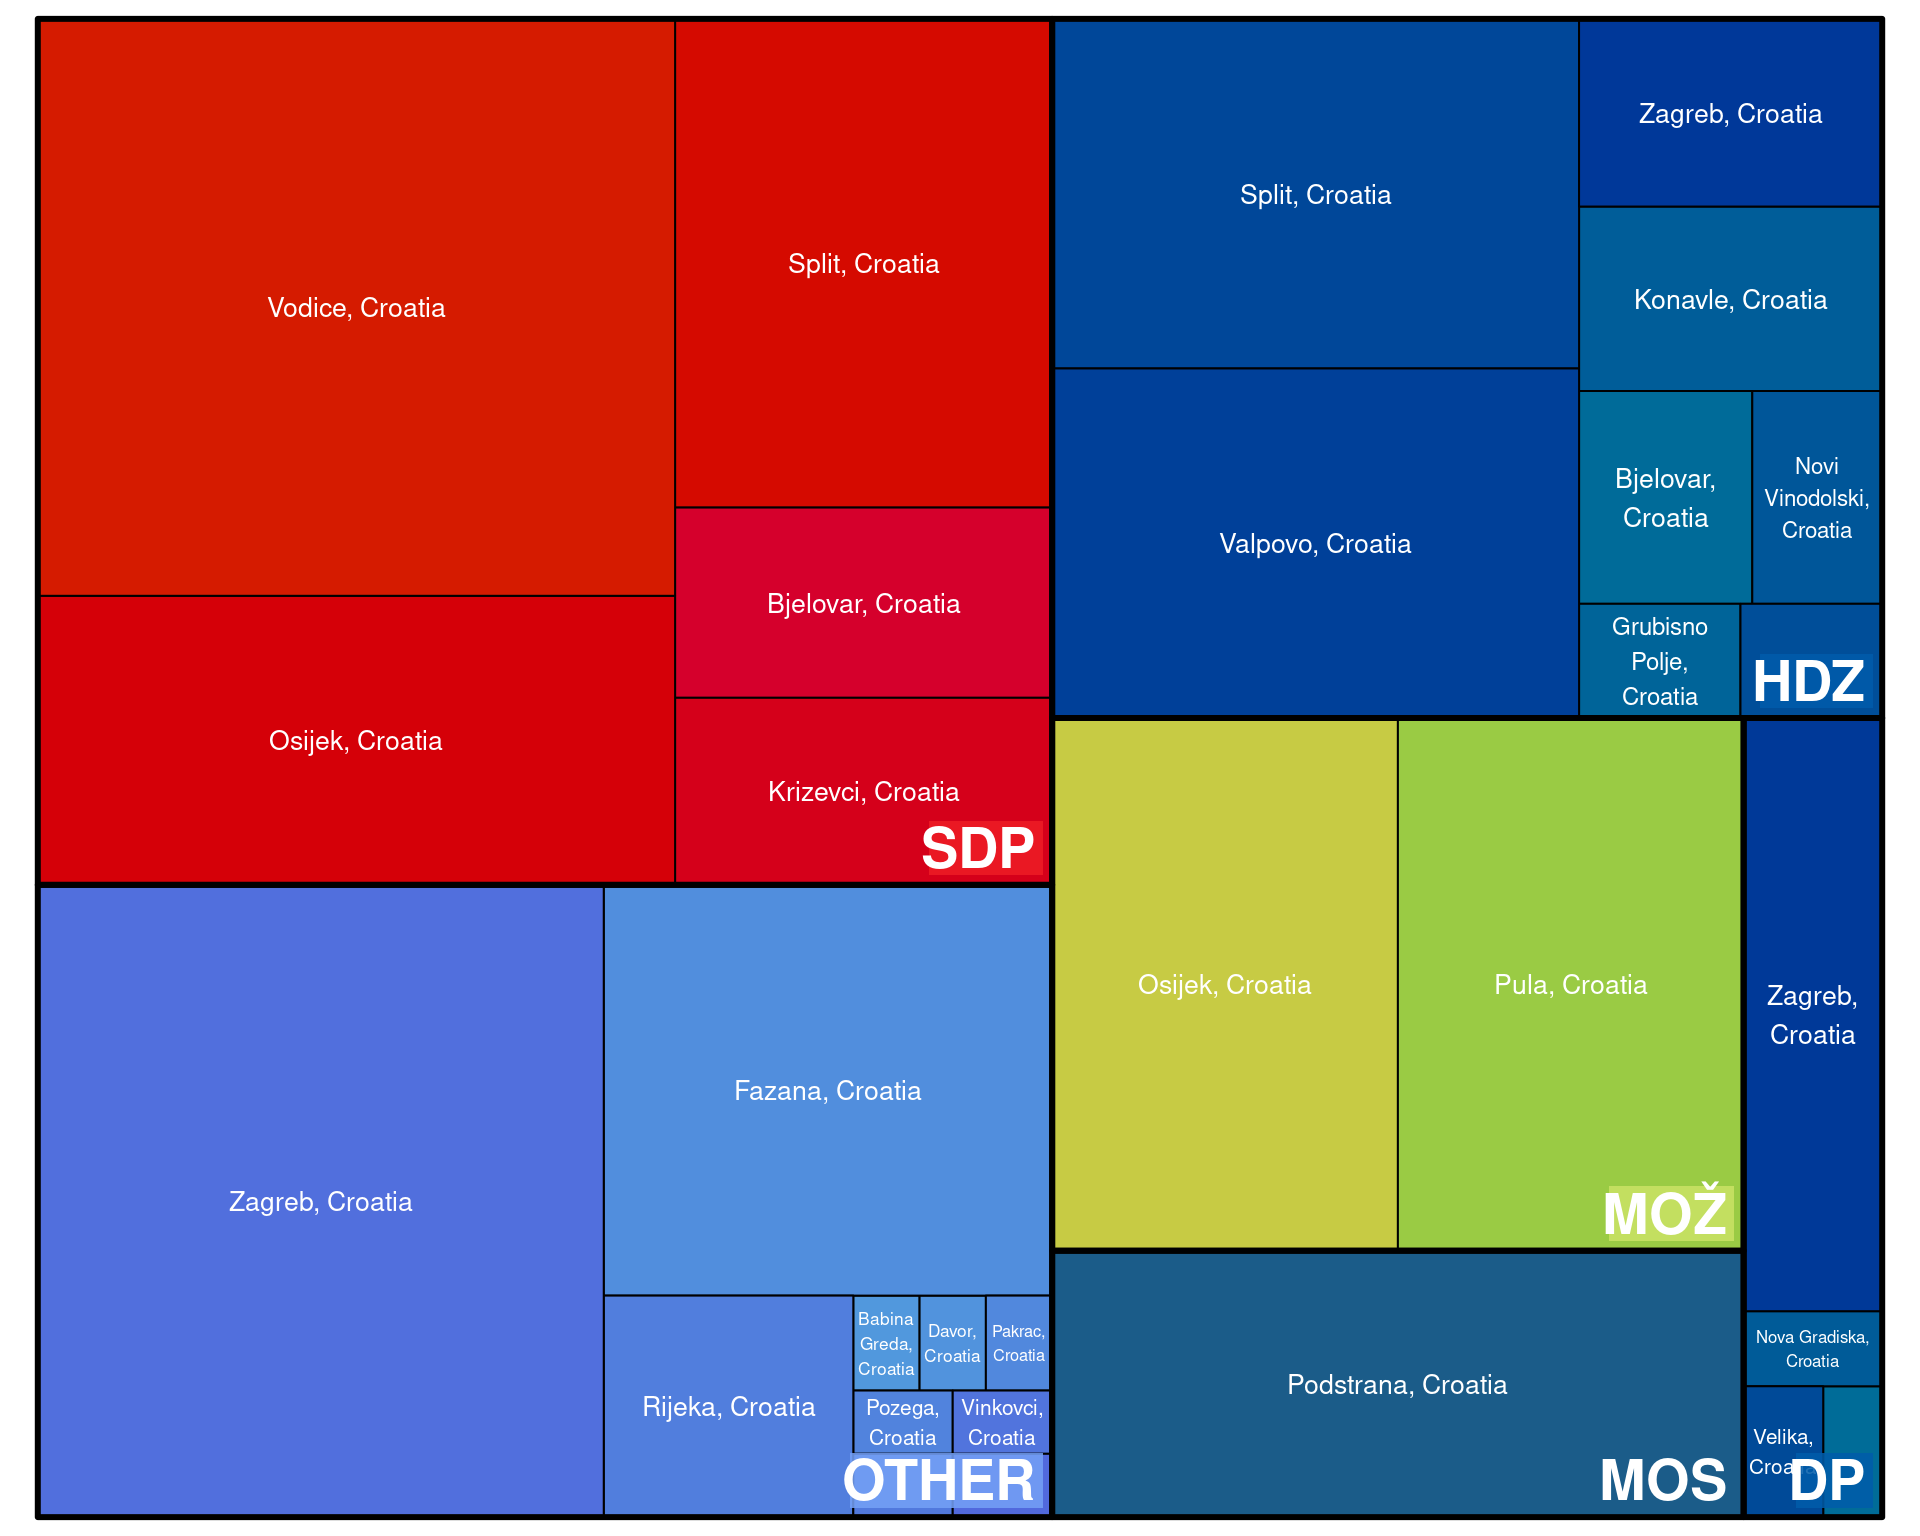 Vodice, Croatia
Split, Croatia
Bjelovar, Croatia
Osijek, Croatia
Krizevci, Croatia
SDP
Split, Croatia
Zagreb, Croatia
Konavle, Croatia
Valpovo, Croatia
Bjelovar,
Croatia
Novi
Vinodolski,
Croatia
Grubisno
Polje,
Croatia
HDZ
Zagreb, Croatia
Fazana, Croatia
Rijeka, Croatia
Babina
Greda,
Croatia
Davor,
Croatia
Pakrac,
Croatia
Pozega,
Croatia
Vinkovci,
Croatia
OTHER
Osijek, Croatia
Pula, Croatia
MOŽ
Podstrana, Croatia
MOS
Zagreb,
Croatia
Nova Gradiska,
Croatia
Velika,
DP